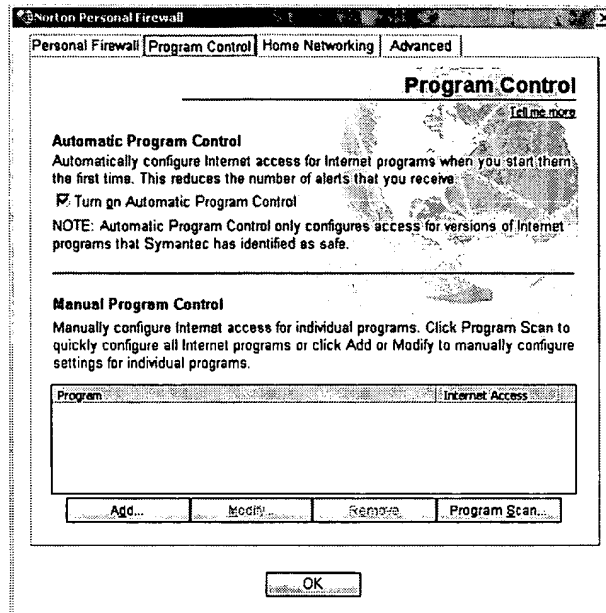 Norton Personal Firewall
Personal Firewall Program Control Home Networking Advanced
Program Control
Tell me more
Automatic Program Control
Automatically configure Internet access for Internet programs when you start them
the first time. This reduces the number of alerts that you receive.
Turn on Automatic Program Control
NOTE: Automatic Program Control only configures access for versions of Internet
programs that Symantec has identified as safe.
Manual Program Control
Manually configure Internet access for individual programs. Click Program Scan to
quickly configure all Internet programs or click Add or Modify to manually configure
settings for individual programs.
Program Internet Access
Add... Modify... Remove Program Scan...
OK